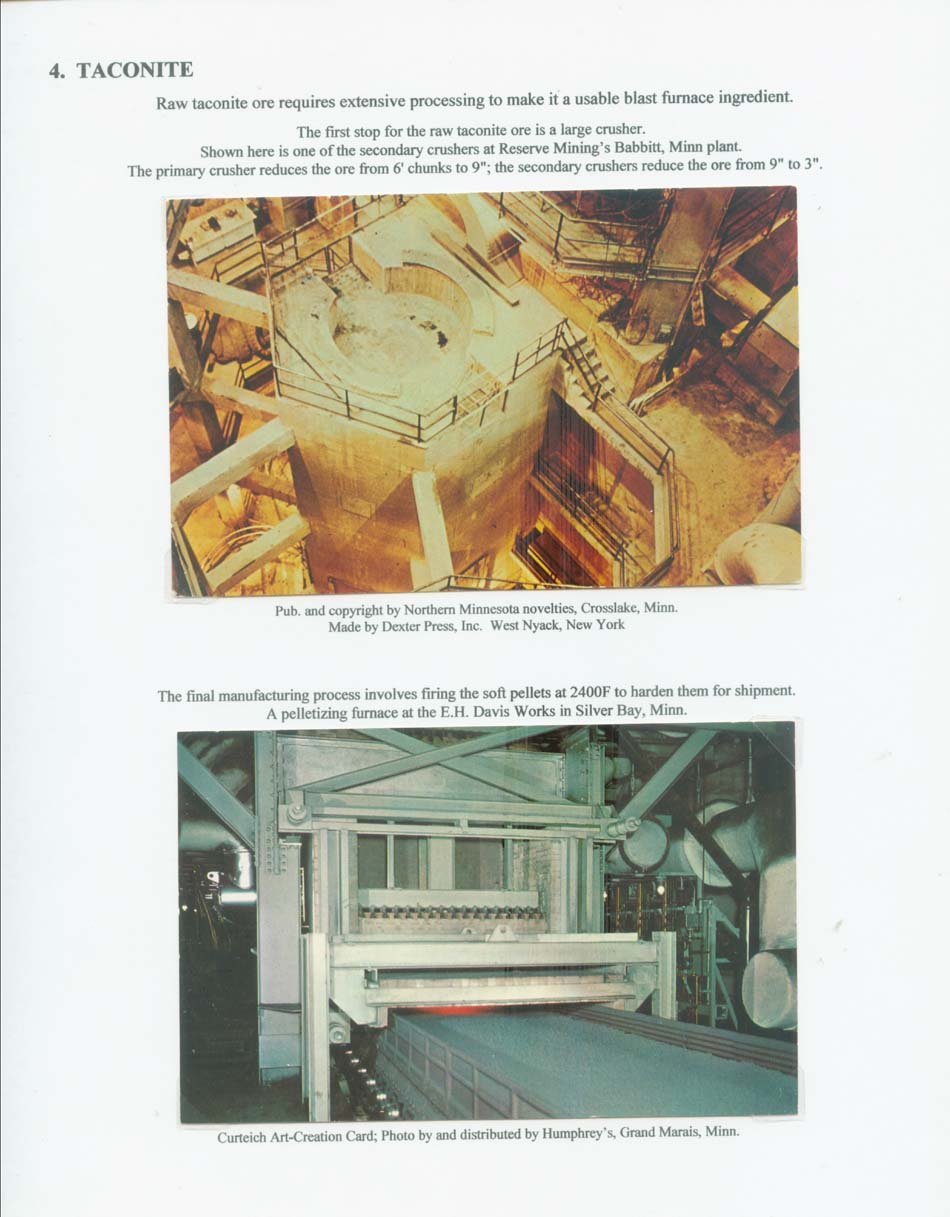 4. TACONITE
Raw taconite ore requires extensive processing to make it a usable blast furnace ingredient.
The first stop for the raw taconite ore is a large crusher.
Shown here is one of the secondary crushers at Reserve Mining's Babbitt, Minn plant.
The primary crusher reduces the ore from 6' chunks to 9"; the secondary crushers reduce the ore from 9" to 3".
Pub. and copyright by Northern Minnesota novelties, Crosslake, Minn.
Made by Dexter Press, Inc. West Nyack, New York
The final manufacturing process involves firing the soft pellets at 2400F to harden them for shipment.
A pelletizing furnace at the E.H. Davis Works in Silver Bay, Minn.
Curteich Art-Creation Card; Photo by and distributed by Humphrey's, Grand Marais, Minn.